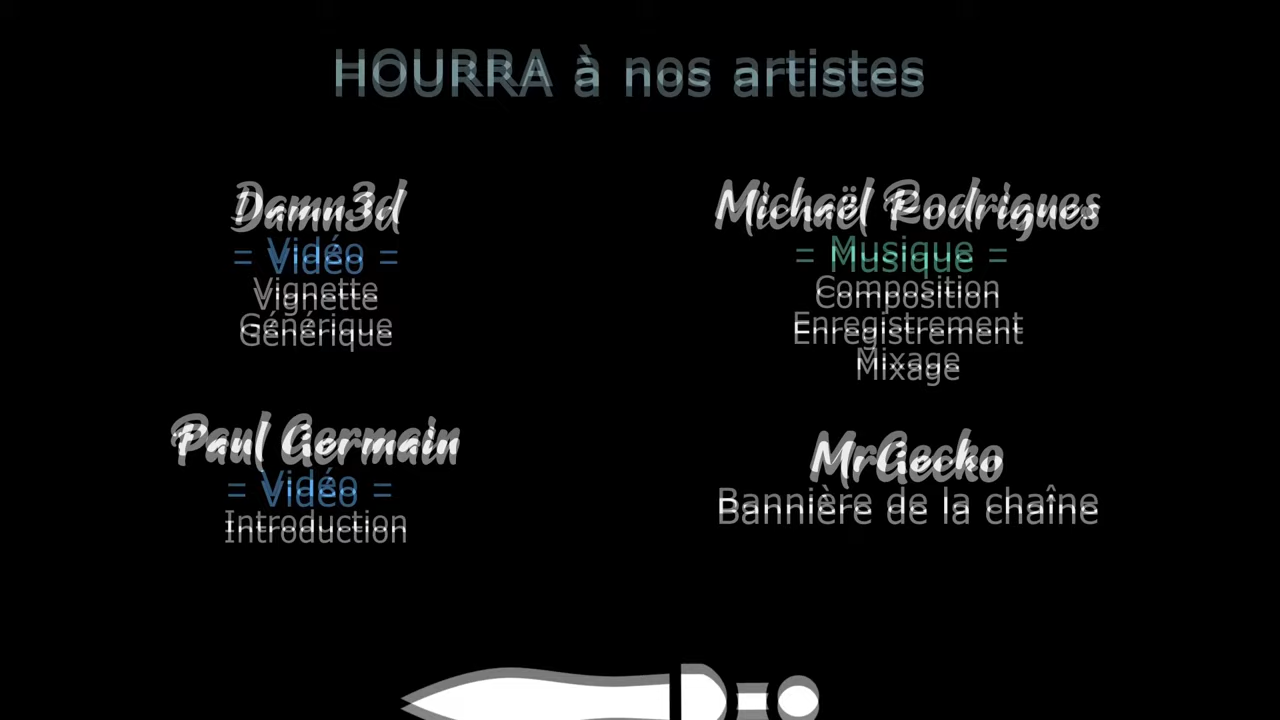 HOURRA à nos artistes
Damn3d
= Vidéo =
Vignette
Générique
Michaël Rodrigues
= Musique =
Composition
Enregistrement
Mixage
Paul Germain
= Vidéo =
Introduction
MrGecko
Bannière de la chaîne